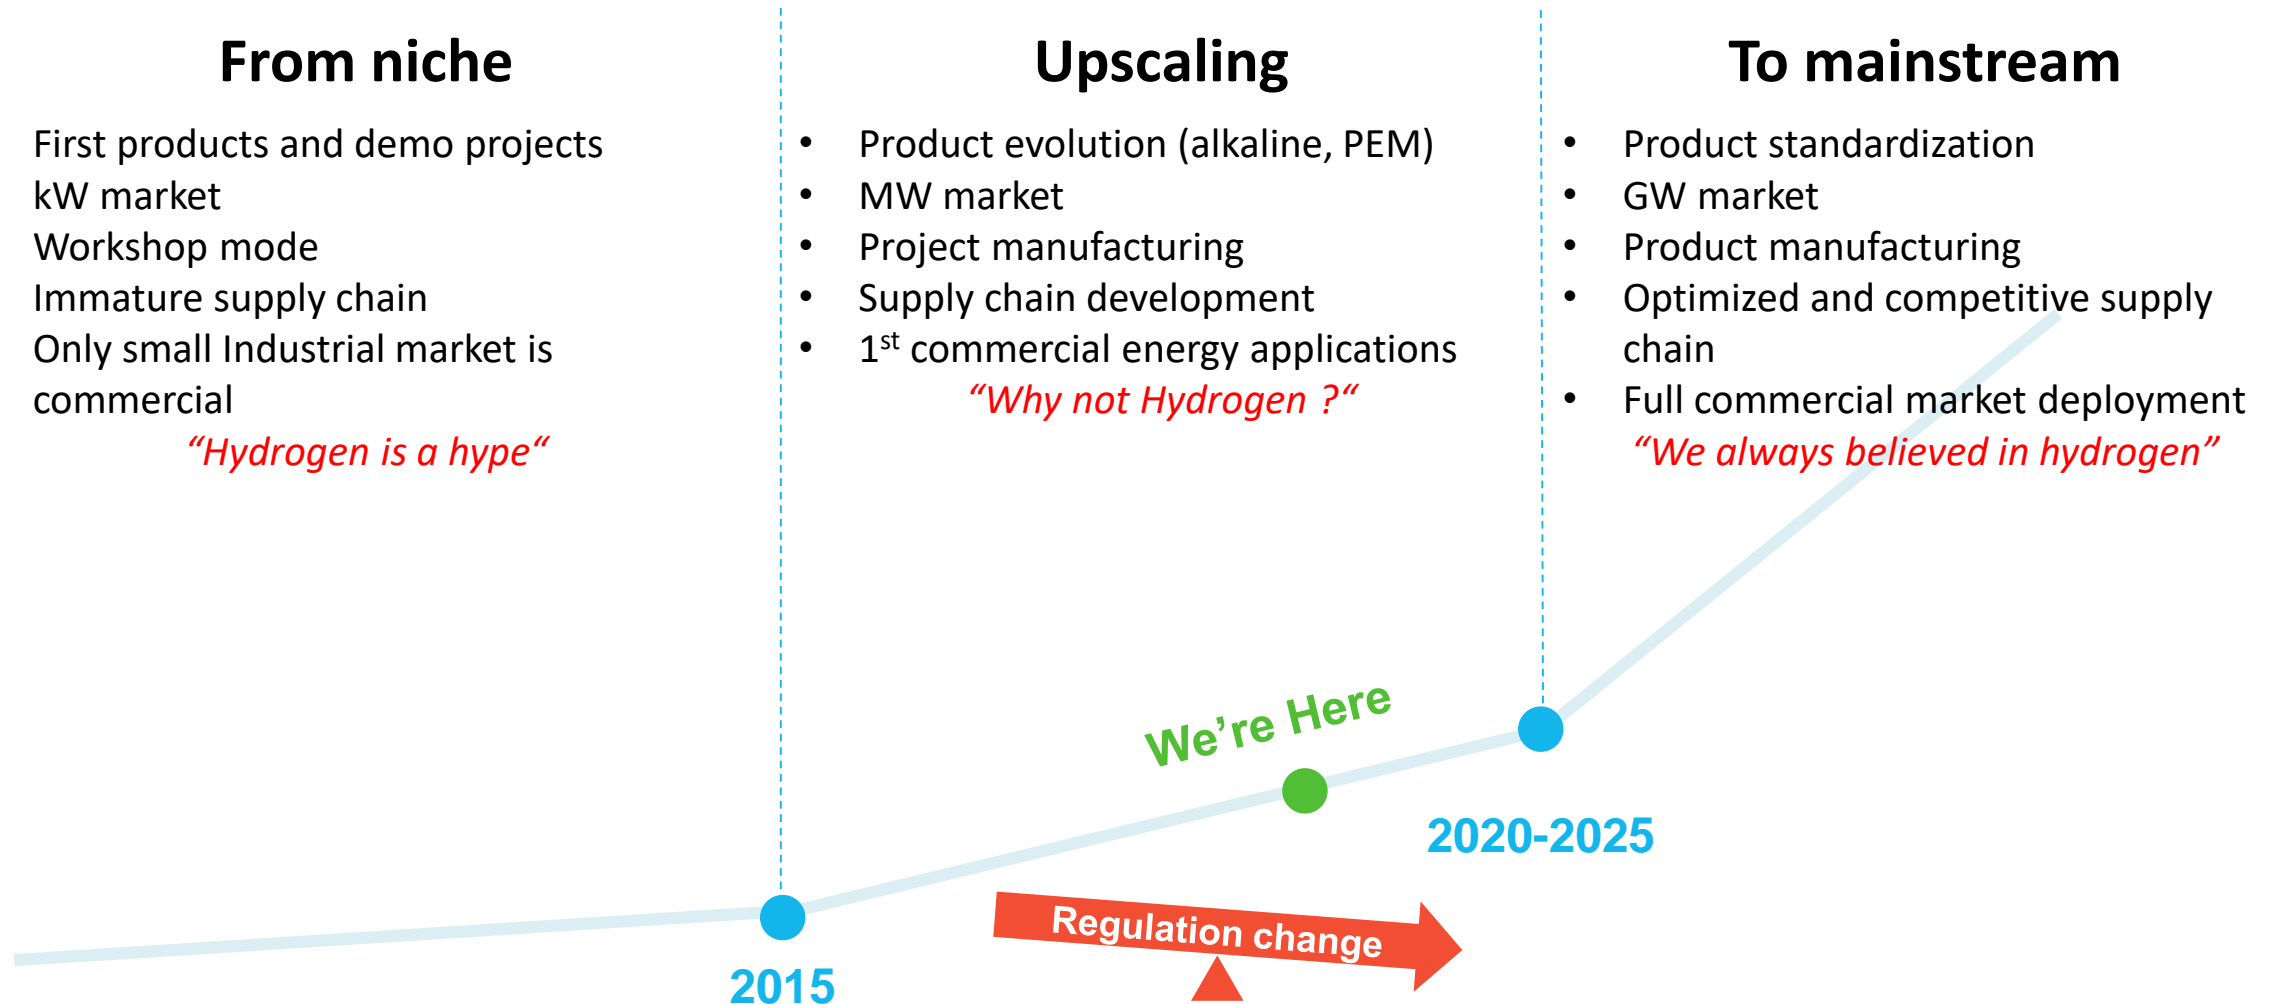 From niche
First products and demo projects
kW market
Workshop mode
Immature supply chain
Only small Industrial market is
commercial
“Hydrogen is a hype“
Upscaling
• Product evolution (alkaline, PEM)
• MW market
• Project manufacturing
• Supply chain development
• 1st commercial energy applications
“Why not Hydrogen ?“
To mainstream
• Product standardization
• GW market
• Product manufacturing
• Optimized and competitive supply
chain
• Full commercial market deployment
“We always believed in hydrogen”
We’re Here
2020-2025
Regulation change
2015